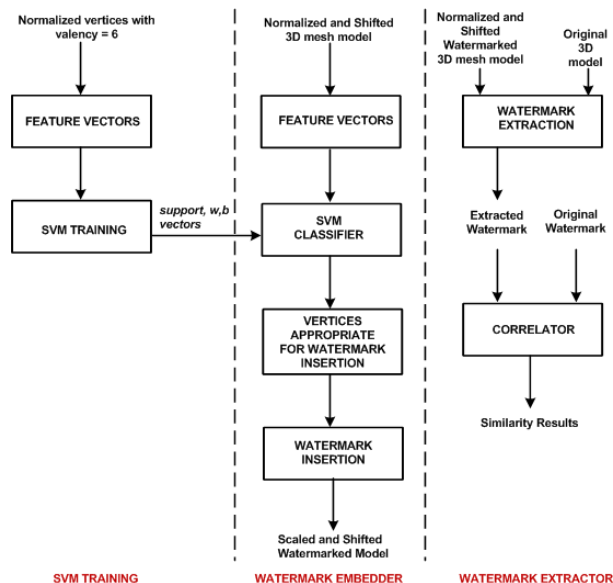 Normalized vertices with
valency = 6
FEATURE VECTORS
SVM TRAINING
support, w,b
vectors
SVM TRAINING
Normalized and Shifted
3D mesh model
FEATURE VECTORS
SVM
CLASSIFIER
VERTICES
APPROPRIATE
FOR WATERMARK
INSERTION
WATERMARK
INSERTION
Scaled and Shifted
Watermarked Model
WATERMARK EMBEDDER
Normalized and
Shifted
Watermarked
3D mesh model
Original
3D
model
WATERMARK
EXTRACTION
Extracted
Watermark
Original
Watermark
CORRELATOR
Similarity Results
WATERMARK EXTRACTOR